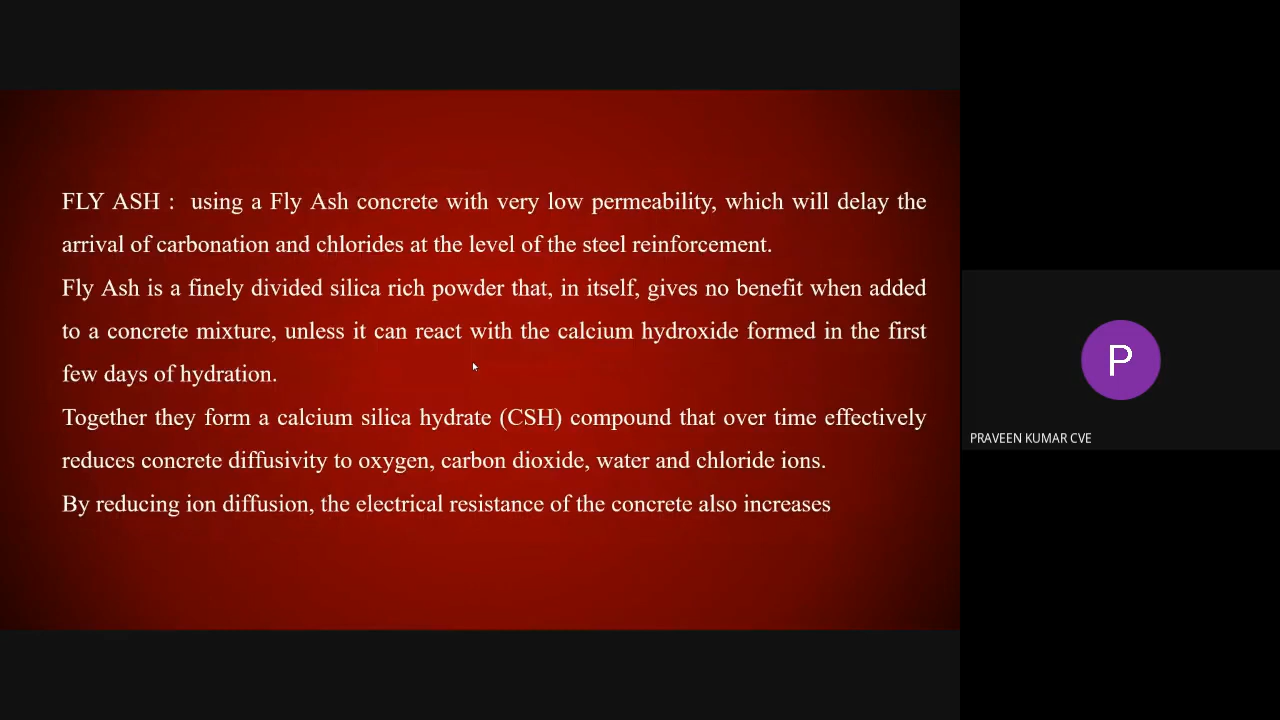 FLY ASH : using a Fly Ash concrete with very low permeability, which will delay the
arrival of carbonation and chlorides at the level of the steel reinforcement.
Fly Ash is a finely divided silica rich powder that, in itself, gives no benefit when added
to a concrete mixture, unless it can react with the calcium hydroxide formed in the first
few days of hydration.
Together they form a calcium silica hydrate (CSH) compound that over time effectively
reduces concrete diffusivity to oxygen, carbon dioxide, water and chloride ions.
By reducing ion diffusion, the electrical resistance of the concrete also increases
P
PRAVEEN KUMAR CVE